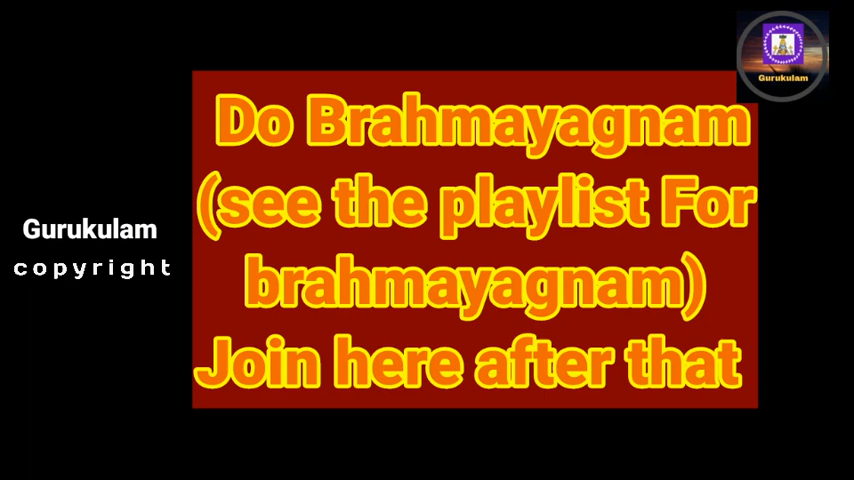 Gurukulam
Do Brahmayagnam
(see the playlist For
brahmayagnam)
Join here after that
Gurukulam
copyright